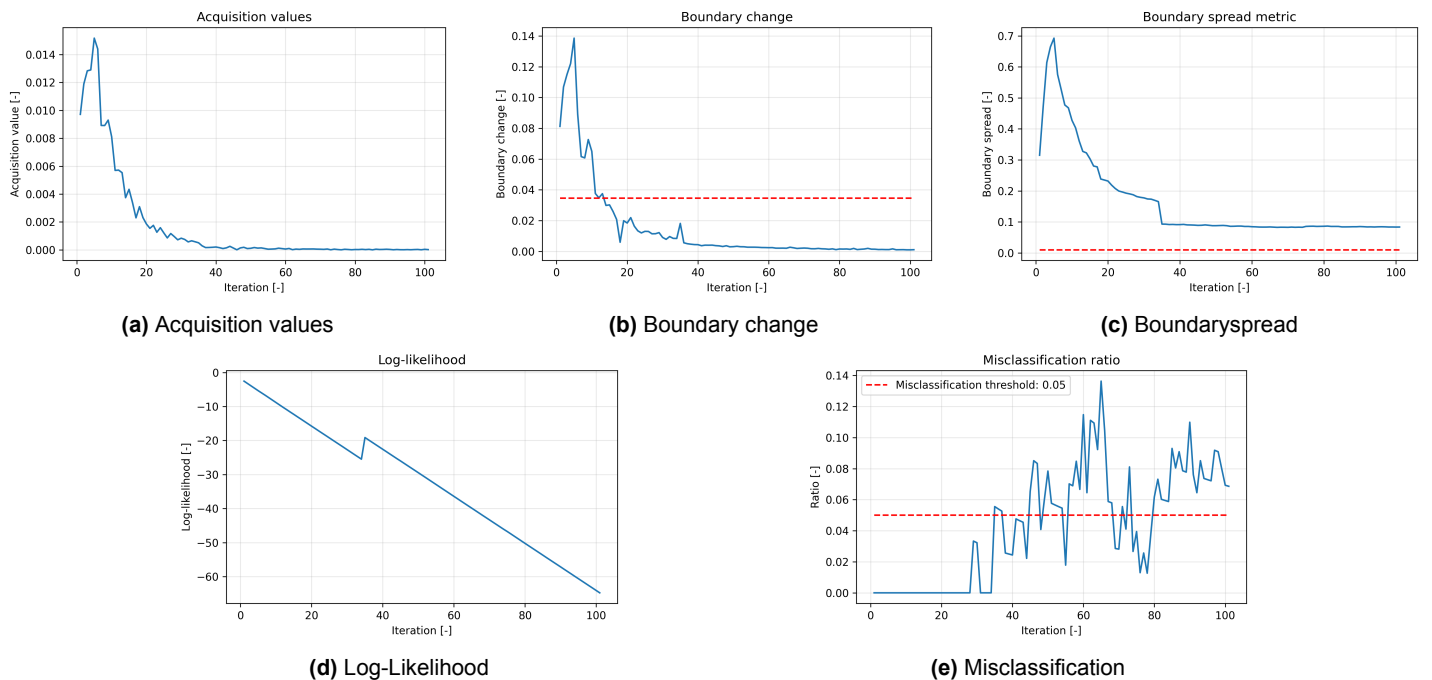 Acquisition values
Acquisition value [-]
0.014
0.012
0.010
0.008
0.006
0.004
0.002
0.000
0 20 40 60 80 100
Iteration [-]
(a) Acquisition values
Boundary change
Boundary change [-]
0.14
0.12
0.10
0.08
0.06
0.04
0.02
0.00
0 20 40 60 80 100
Iteration [-]
(b) Boundary change
Boundary spread metric
Boundary spread [-]
0.7
0.6
0.5
0.4
0.3
0.2
0.1
0.0
0 20 40 60 80 100
Iteration [-]
(c) Boundaryspread
Log-likelihood
Log-likelihood [-]
0
−10
−20
−30
−40
−50
−60
0 20 40 60 80 100
Iteration [-]
(d) Log-Likelihood
Misclassification ratio
Misclassification threshold: 0.05
Ratio [-]
0.14
0.12
0.10
0.08
0.06
0.04
0.02
0.00
0 20 40 60 80 100
Iteration [-]
(e) Misclassification